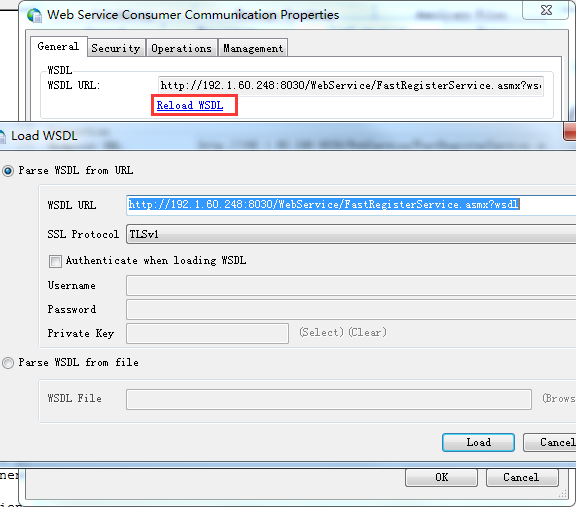 Web Service Consumer Communication Properties
General Security Operations Management
WSDL
WSDL URL: http://192.1.60.248:8030/WebService/FastRegisterService.asmx?wsd
Reload WSDL
Load WSDL
Parse WSDL from URL
WSDL URL http://192.1.60.248:8030/WebService/FastRegisterService.asmx?wsdl
SSL Protocol TLSv1
Authenticate when loading WSDL
Username
Password
Private Key (Select)(Clear)
Parse WSDL from file
WSDL File (Brows
Load Cancel
ner
OK Cancel
ion